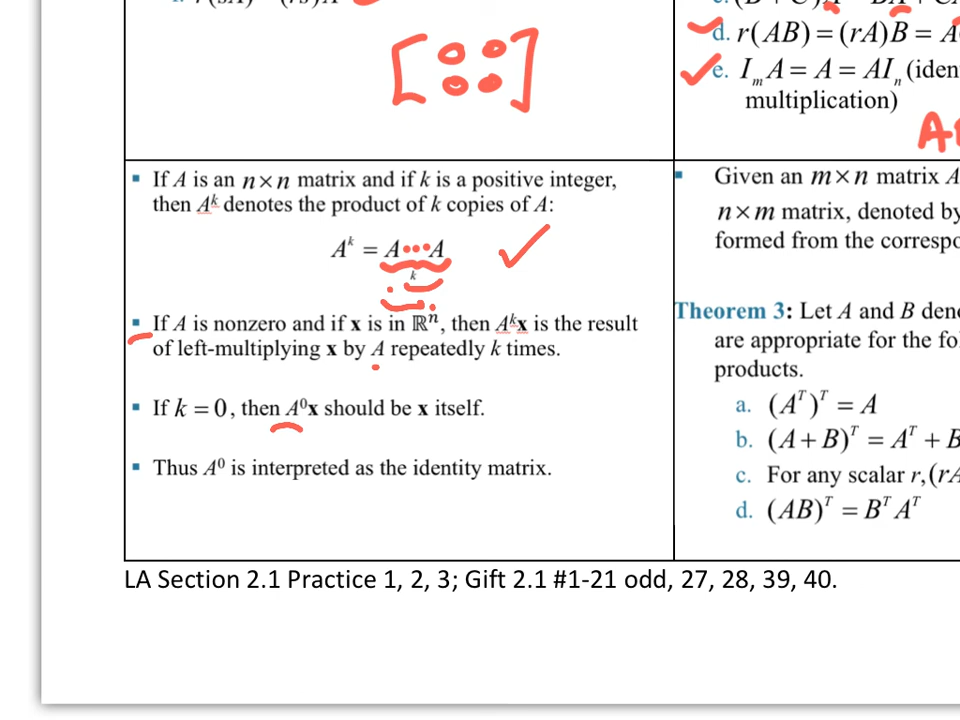 d. r(AB) = (rA)B = A
e. I_m A = A = AI_n (iden
multiplication)
▪ If A is an n×n matrix and if k is a positive integer,
then A^k denotes the product of k copies of A:
A^k = A•••A
k
▪ If A is nonzero and if x is in ℝ^n, then A^k x is the result
of left-multiplying x by A repeatedly k times.
▪ If k = 0, then A^0 x should be x itself.
▪ Thus A^0 is interpreted as the identity matrix.
▪ Given an m×n matrix A
n×m matrix, denoted by
formed from the correspo
Theorem 3: Let A and B deno
are appropriate for the fo
products.
a. (A^T)^T = A
b. (A+B)^T = A^T + B
c. For any scalar r, (rA
d. (AB)^T = B^T A^T
LA Section 2.1 Practice 1, 2, 3; Gift 2.1 #1-21 odd, 27, 28, 39, 40.